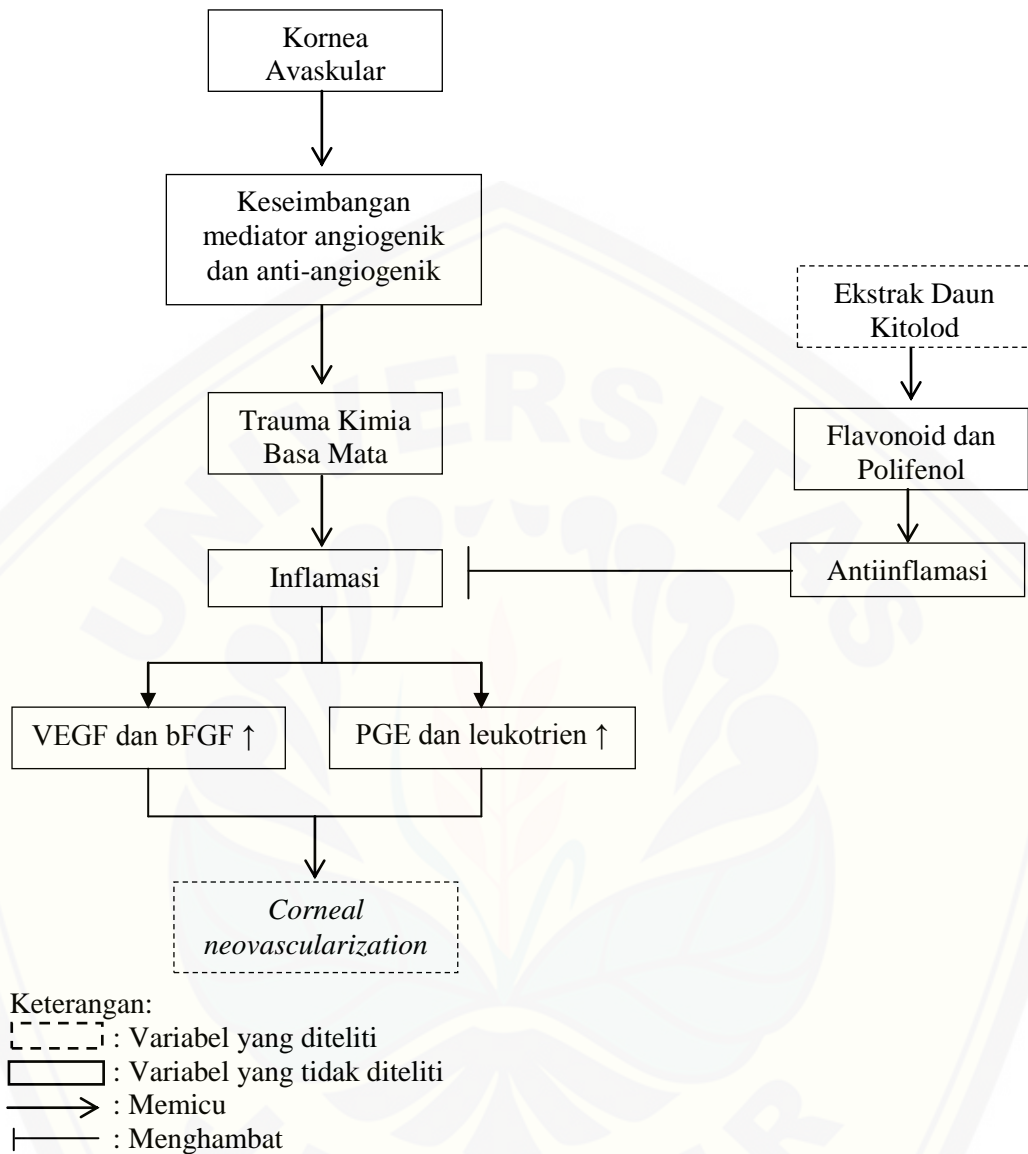 Kornea
Avaskular
Keseimbangan
mediator angiogenik
dan anti-angiogenik
Ekstrak Daun
Kitolod
Trauma Kimia
Basa Mata
Flavonoid dan
Polifenol
Inflamasi
Antiinflamasi
VEGF dan bFGF ↑
PGE dan leukotrien ↑
Corneal
neovascularization
Keterangan:
: Variabel yang diteliti
: Variabel yang tidak diteliti
: Memicu
: Menghambat
UNIVERSITAS